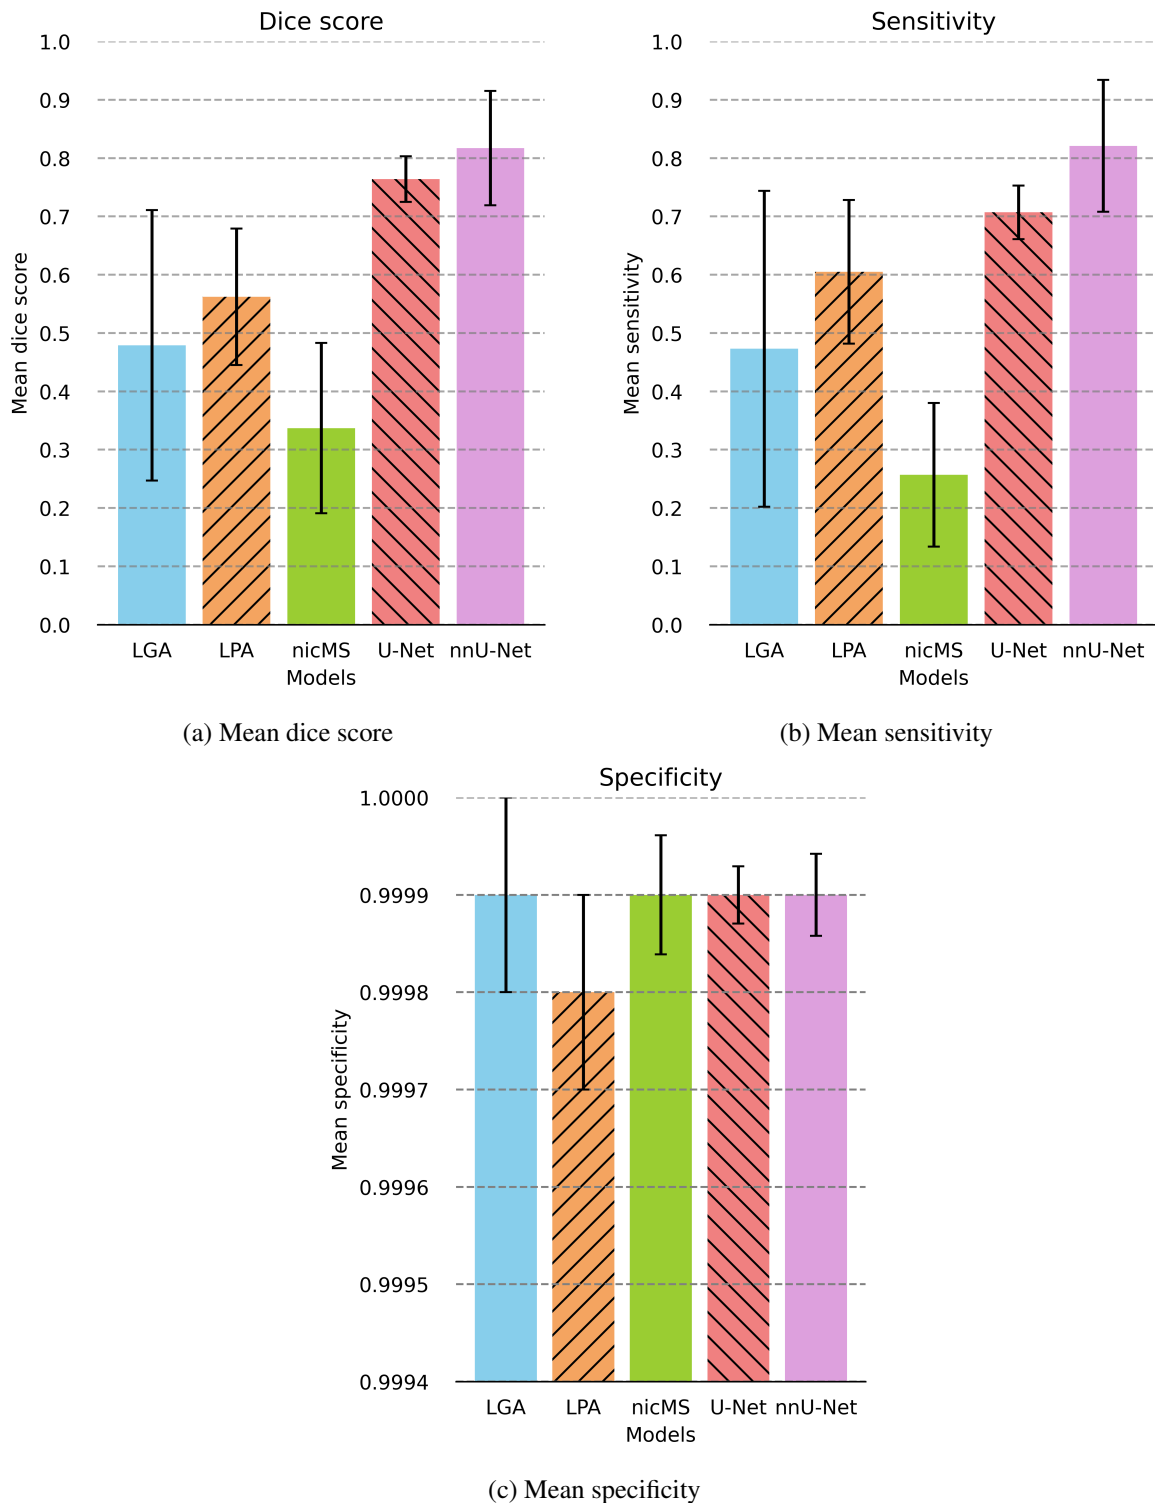 Dice score
1.0
0.9
0.8
0.7
0.6
0.5
0.4
0.3
0.2
0.1
0.0
Mean dice score
LGA LPA nicMS U-Net nnU-Net
Models
(a) Mean dice score
Sensitivity
1.0
0.9
0.8
0.7
0.6
0.5
0.4
0.3
0.2
0.1
0.0
Mean sensitivity
LGA LPA nicMS U-Net nnU-Net
Models
(b) Mean sensitivity
Specificity
1.0000
0.9999
0.9998
0.9997
0.9996
0.9995
0.9994
Mean specificity
LGA LPA nicMS U-Net nnU-Net
Models
(c) Mean specificity